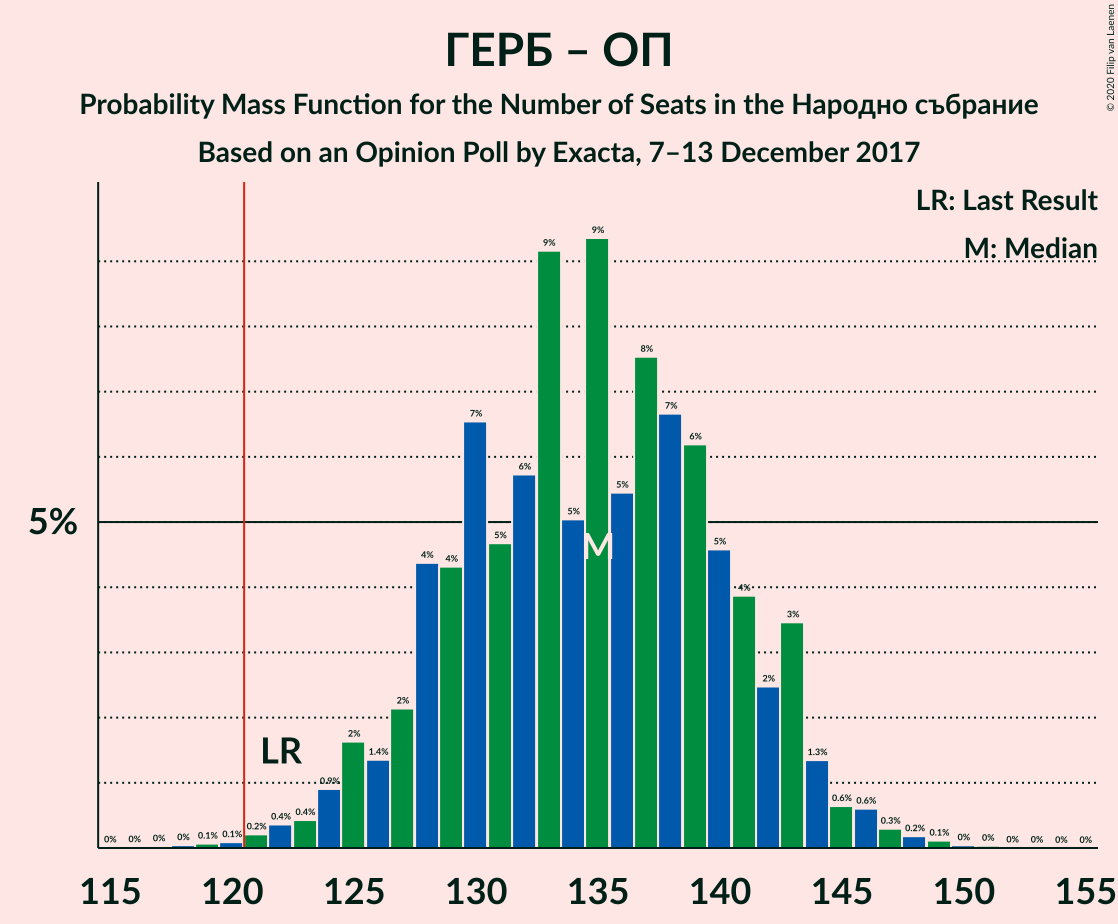 ГЕРБ – ОП
Probability Mass Function for the Number of Seats in the Народно събрание
Based on an Opinion Poll by Exacta, 7–13 December 2017
© 2020 Filip van Laenen
LR: Last Result
M: Median
5%
LR
M
0% 0% 0% 0% 0.1% 0.1% 0.2% 0.4% 0.4% 0.9% 2% 1.4% 2% 4% 4% 7% 5% 6% 9% 5% 9% 5% 8% 7% 6% 5% 4% 2% 3% 1.3% 0.6% 0.6% 0.3% 0.2% 0.1% 0% 0% 0% 0% 0% 0%
115 120 125 130 135 140 145 150 155